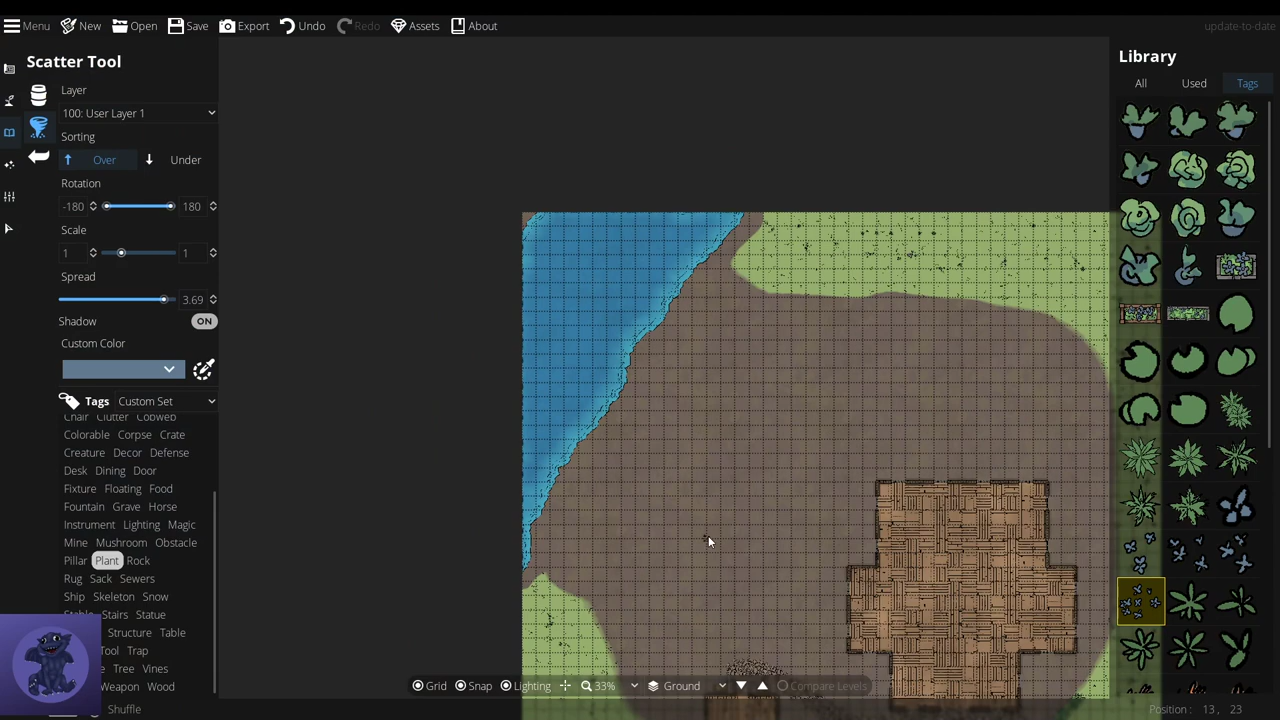 Menu New Open Save Export Undo Redo Assets About update-to-date
Scatter Tool
Layer
100: User Layer 1
Sorting
Over Under
Rotation
-180 180
Scale
1 1
Spread
3.69
Shadow ON
Custom Color
Tags Custom Set
Chair Clutter Cobweb
Colorable Corpse Crate
Creature Decor Defense
Desk Dining Door
Fixture Floating Food
Fountain Grave Horse
Instrument Lighting Magic
Mine Mushroom Obstacle
Pillar Plant Rock
Rug Sack Sewers
Ship Skeleton Snow
Stairs Statue
Structure Table
Tool Trap
Tree Vines
Weapon Wood
Shuffle
Library
All Used Tags
Grid Snap Lighting 33% Ground Compare Levels
Position : 13 , 23